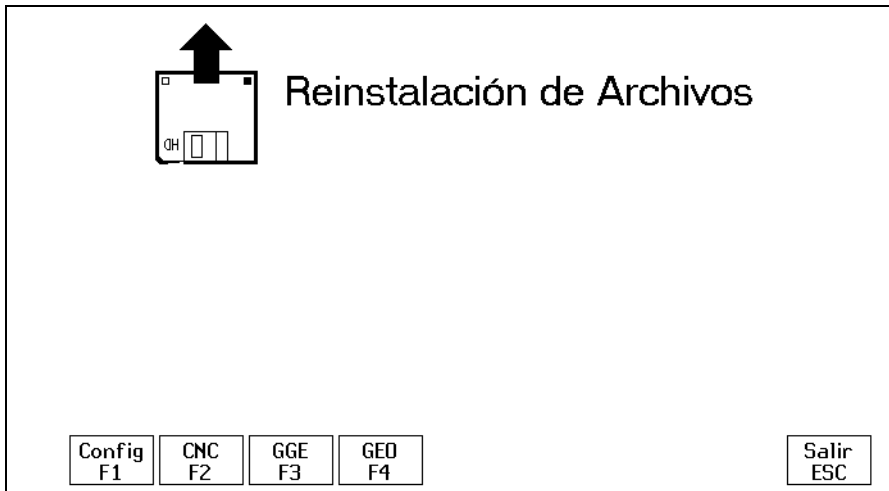 Reinstalación de Archivos
HD
Config F1
CNC F2
GGE F3
GEO F4
Salir ESC